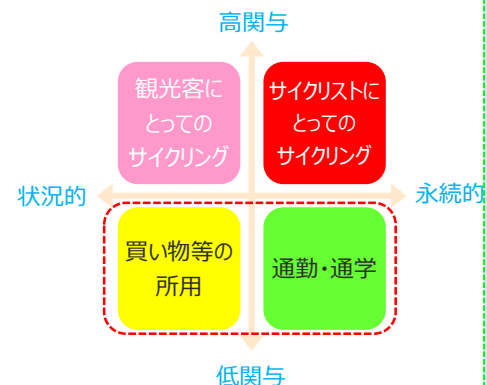 高関与
観光客に
とっての
サイクリング
サイクリストに
とっての
サイクリング
状況的
永続的
買い物等の
所用
通勤・通学
低関与